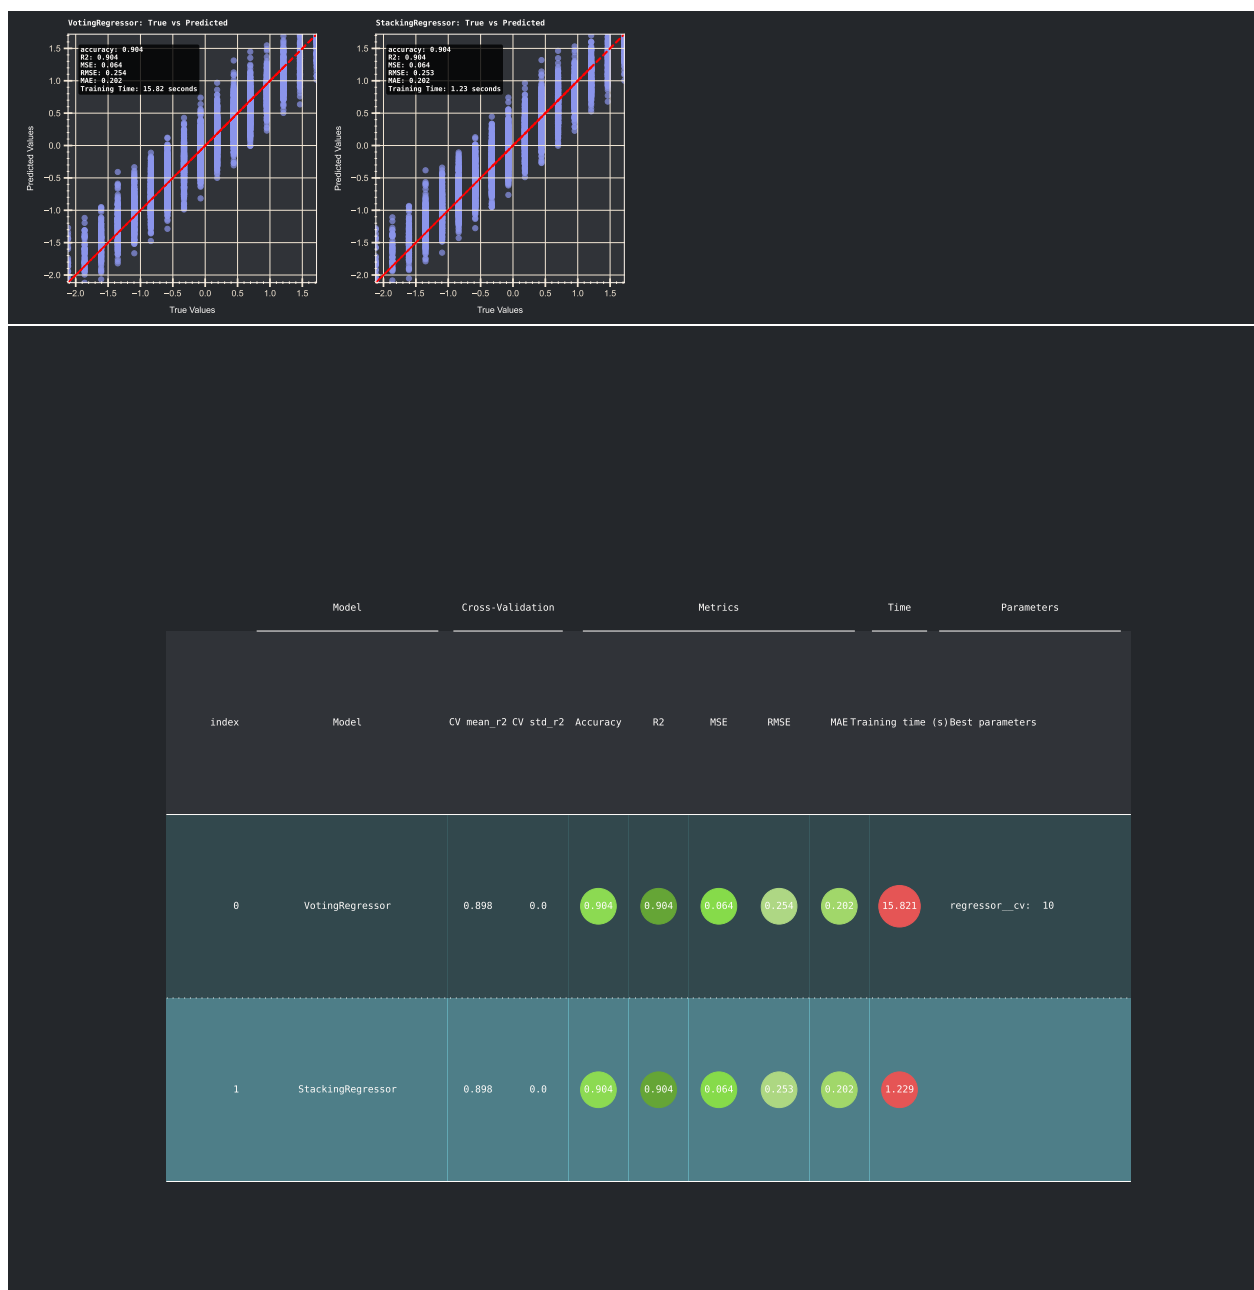 VotingRegressor: True vs Predicted
accuracy: 0.904
R2: 0.904
MSE: 0.064
RMSE: 0.254
MAE: 0.202
Training Time: 15.82 seconds
1.5
1.0
0.5
0.0
−0.5
−1.0
−1.5
−2.0
Predicted Values
−2.0 −1.5 −1.0 −0.5 0.0 0.5 1.0 1.5
True Values
StackingRegressor: True vs Predicted
accuracy: 0.904
R2: 0.904
MSE: 0.064
RMSE: 0.253
MAE: 0.202
Training Time: 1.23 seconds
1.5
1.0
0.5
0.0
−0.5
−1.0
−1.5
−2.0
Predicted Values
−2.0 −1.5 −1.0 −0.5 0.0 0.5 1.0 1.5
True Values
Model Cross-Validation Metrics Time Parameters
index Model CV mean_r2 CV std_r2 Accuracy R2 MSE RMSE MAE Training time (s) Best parameters
0 VotingRegressor 0.898 0.0 0.904 0.904 0.064 0.254 0.202 15.821 regressor__cv: 10
1 StackingRegressor 0.898 0.0 0.904 0.904 0.064 0.253 0.202 1.229